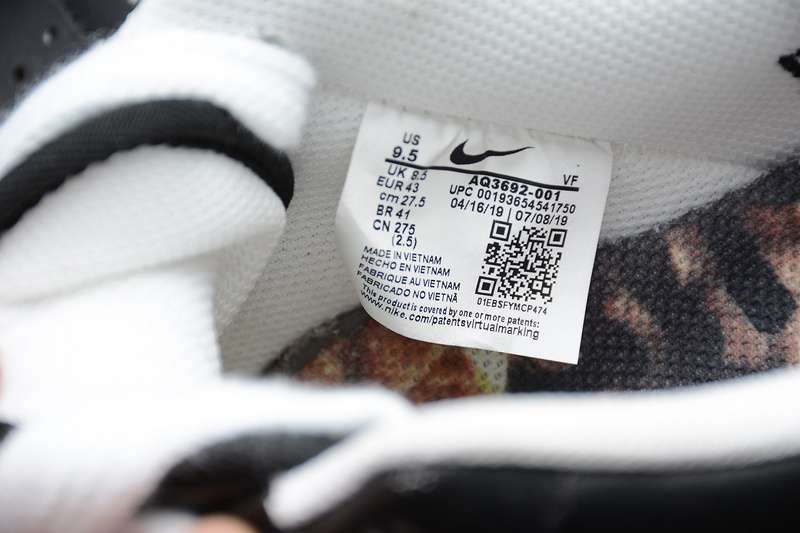 US
9.5
UK 8.5
EUR 43
cm 27.5
BR 41
CN 275
(2.5)
VF
AQ3692-001
UPC 00193654541750
04/16/19 | 07/08/19
01EBSFYMCP474
MADE IN VIETNAM
HECHO EN VIETNAM
FABRIQUE AU VIETNAM
FABRICADO NO VIETNÃ
This product is covered by one or more patents:
www.nike.com/patentsvirtualmarking